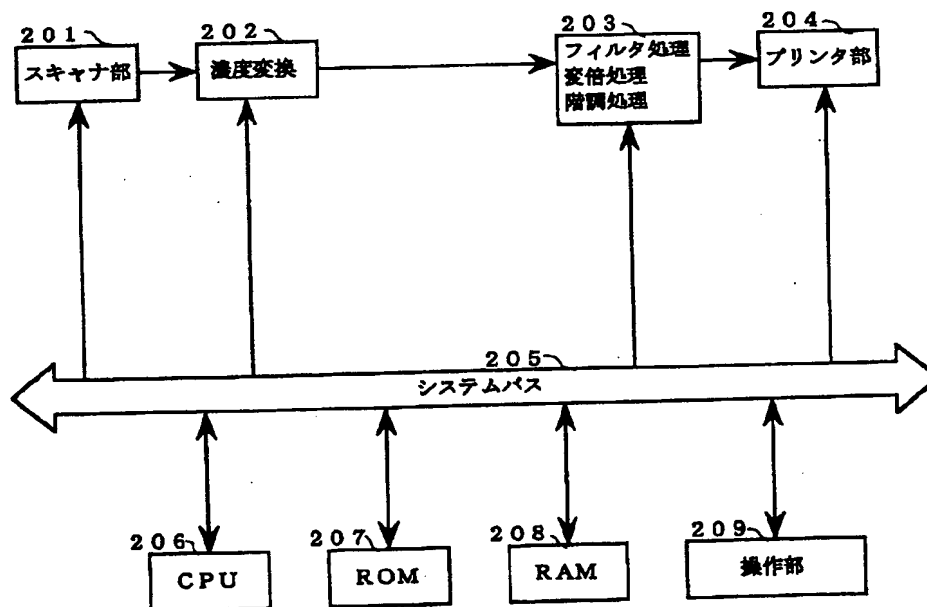 201
スキャナ部
202
濃度変換
203
フィルタ処理
変倍処理
階調処理
204
プリンタ部
205
システムバス
206
CPU
207
ROM
208
RAM
209
操作部